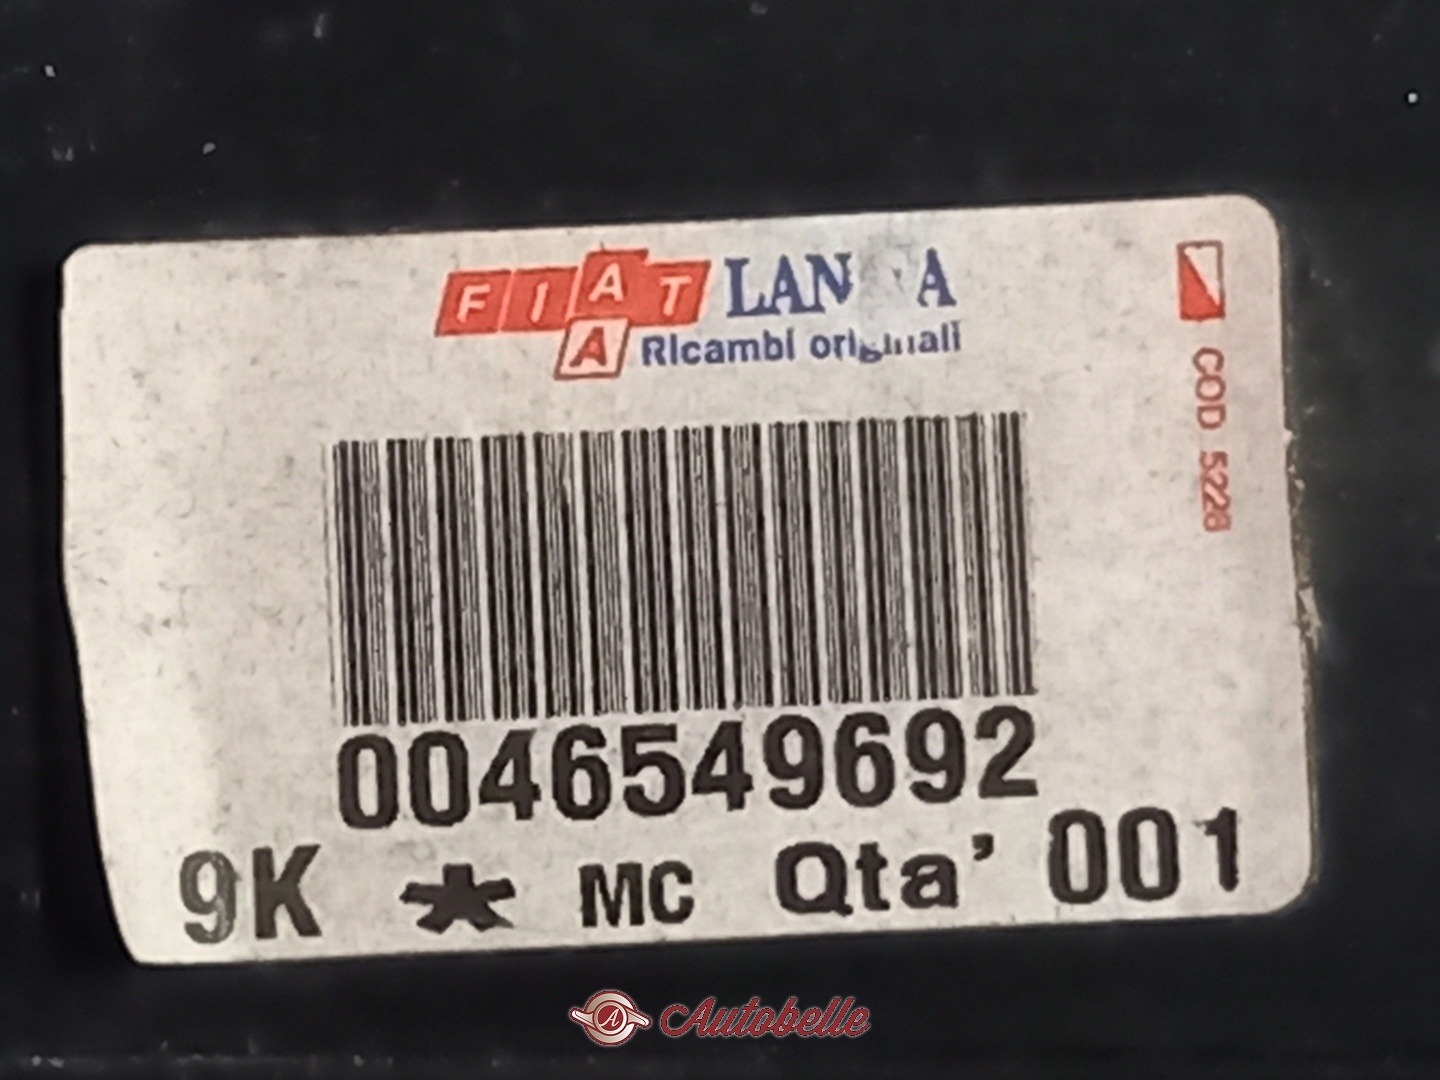 FIAT LAN A
A Ricambi originali
COD 5228
0046549692
9K * MC Qta' 001
A Autobelle